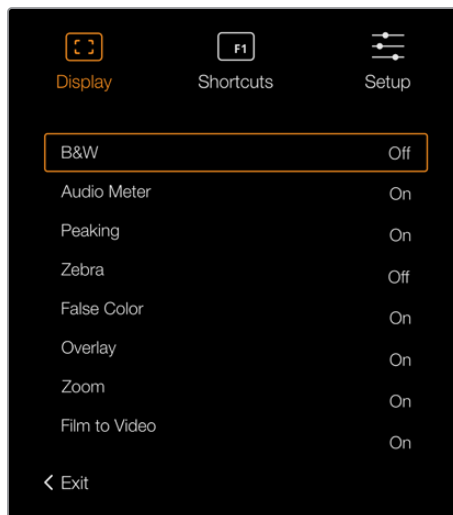 F1
Display Shortcuts Setup
B&W Off
Audio Meter On
Peaking On
Zebra Off
False Color On
Overlay On
Zoom On
Film to Video On
Exit